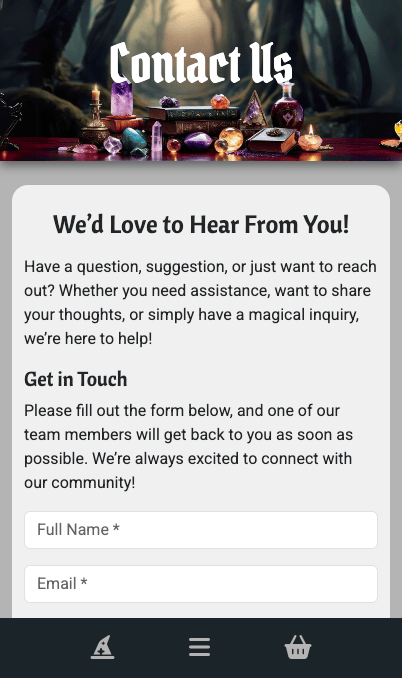 Contact Us
We’d Love to Hear From You!
Have a question, suggestion, or just want to reach
out? Whether you need assistance, want to share
your thoughts, or simply have a magical inquiry,
we’re here to help!
Get in Touch
Please fill out the form below, and one of our
team members will get back to you as soon as
possible. We’re always excited to connect with
our community!
Full Name *
Email *